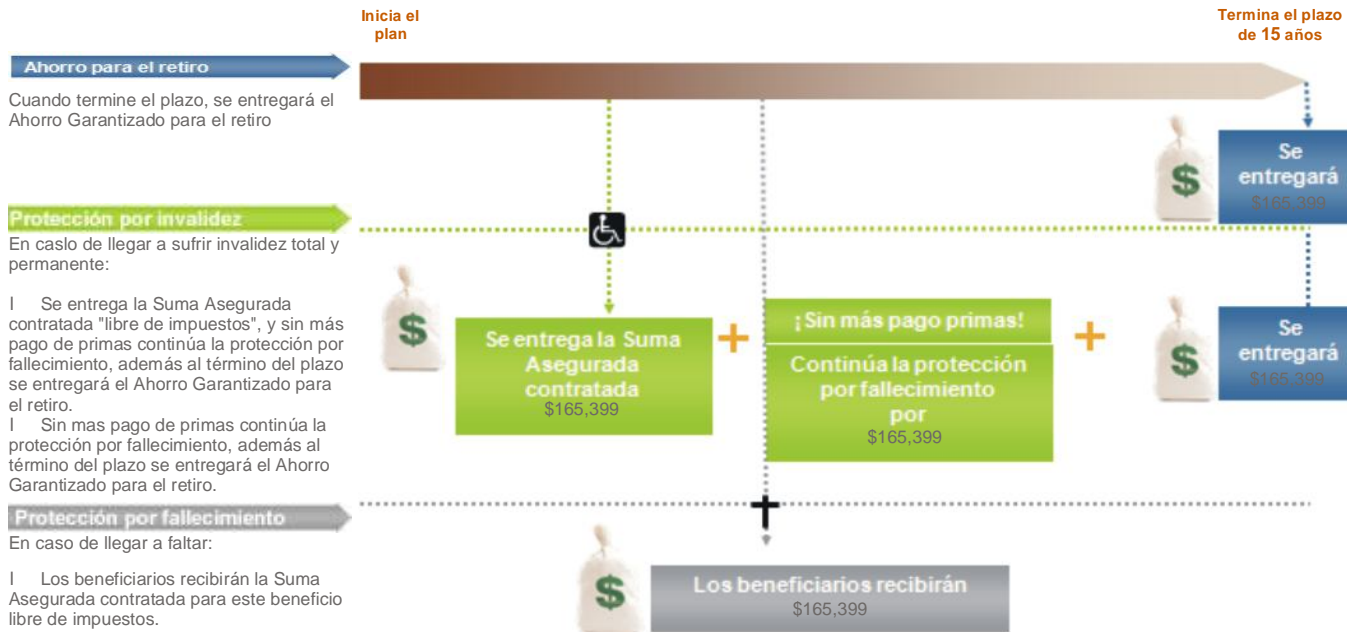 Inicia el
plan
Termina el plazo
de 15 años
Ahorro para el retiro
Cuando termine el plazo, se entregará el
Ahorro Garantizado para el retiro
Se
entregará
$165,399
Protección por invalidez
En caslo de llegar a sufrir invalidez total y
permanente:
I Se entrega la Suma Asegurada
contratada "libre de impuestos", y sin más
pago de primas continúa la protección por
fallecimiento, además al término del plazo
se entregará el Ahorro Garantizado para
el retiro.
I Sin mas pago de primas continúa la
protección por fallecimiento, además al
término del plazo se entregará el Ahorro
Garantizado para el retiro.
$
Se entrega la Suma
Asegurada
contratada
$165,399
+
¡Sin más pago primas!
Continúa la protección
por fallecimiento
por
$165,399
+
$
Se
entregará
$165,399
Protección por fallecimiento
En caso de llegar a faltar:
I Los beneficiarios recibirán la Suma
Asegurada contratada para este beneficio
libre de impuestos.
$
Los beneficiarios recibirán
$165,399